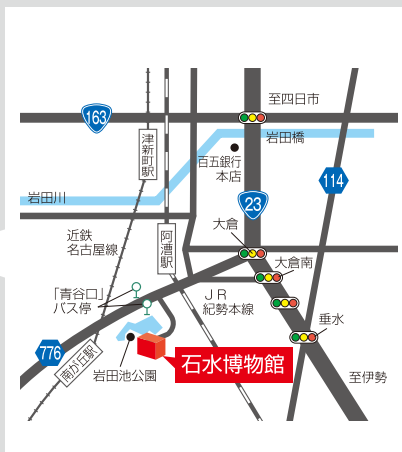 163
至四日市
岩田橋
津新町駅
百五銀行
本店
114
岩田川
23
大倉
近鉄
名古屋線
阿漕駅
大倉南
「青谷口」
バス停
JR
紀勢本線
垂水
776
南が丘駅
岩田池公園
石水博物館
至伊勢